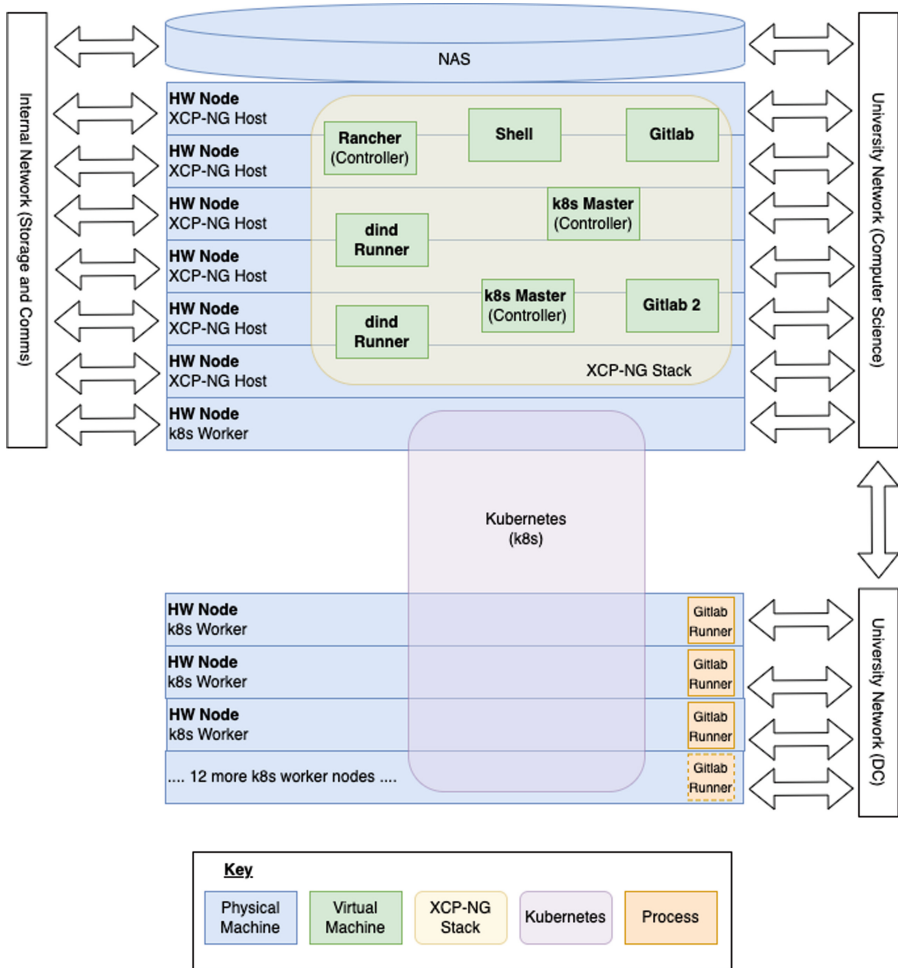 Internal Network (Storage and Comms)
NAS
University Network (Computer Science)
HW Node
XCP-NG Host
HW Node
XCP-NG Host
HW Node
XCP-NG Host
HW Node
XCP-NG Host
HW Node
XCP-NG Host
HW Node
XCP-NG Host
HW Node
k8s Worker
Rancher
(Controller)
Shell
Gitlab
k8s Master
(Controller)
dind
Runner
k8s Master
(Controller)
Gitlab 2
dind
Runner
XCP-NG Stack
Kubernetes
(k8s)
HW Node
k8s Worker
Gitlab
Runner
HW Node
k8s Worker
Gitlab
Runner
HW Node
k8s Worker
Gitlab
Runner
.... 12 more k8s worker nodes ....
Gitlab
Runner
University Network (DC)
Key
Physical
Machine
Virtual
Machine
XCP-NG
Stack
Kubernetes
Process